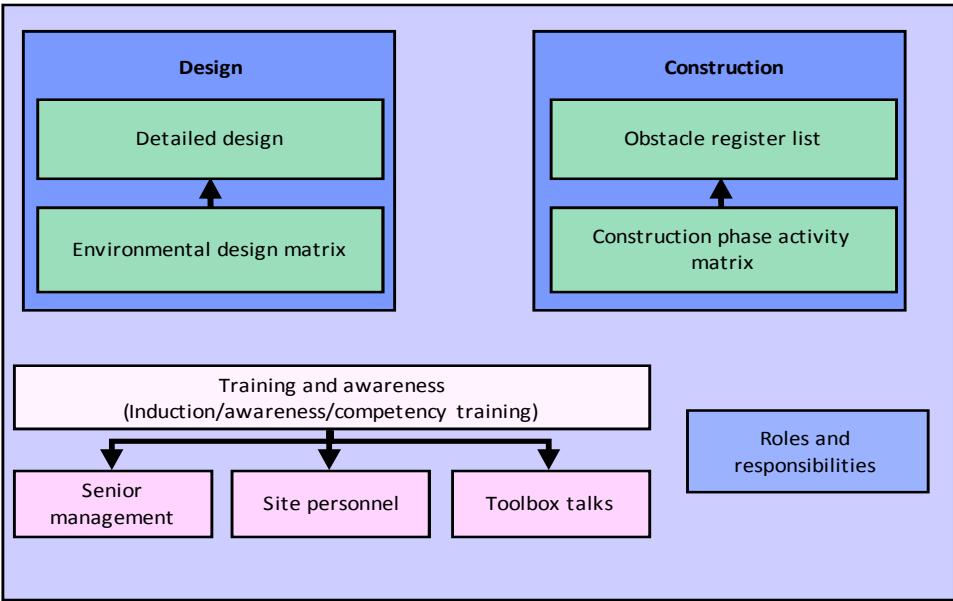 Design
Detailed design
Environmental design matrix
Construction
Obstacle register list
Construction phase activity
matrix
Training and awareness
(Induction/awareness/competency training)
Senior
management
Site personnel
Toolbox talks
Roles and
responsibilities